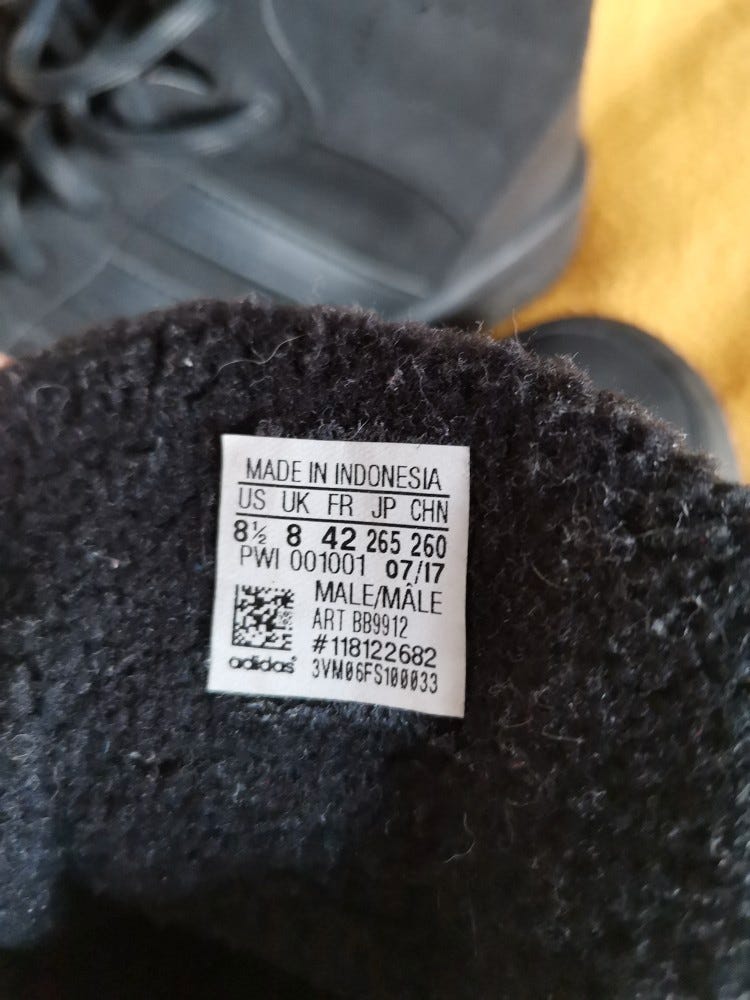 MADE IN INDONESIA
US UK FR JP CHN
8½ 8 42 265 260
PWI 001001 07/17
MALE/MÂLE
ART BB9912
#118122682
adidas 3VM06FS100033